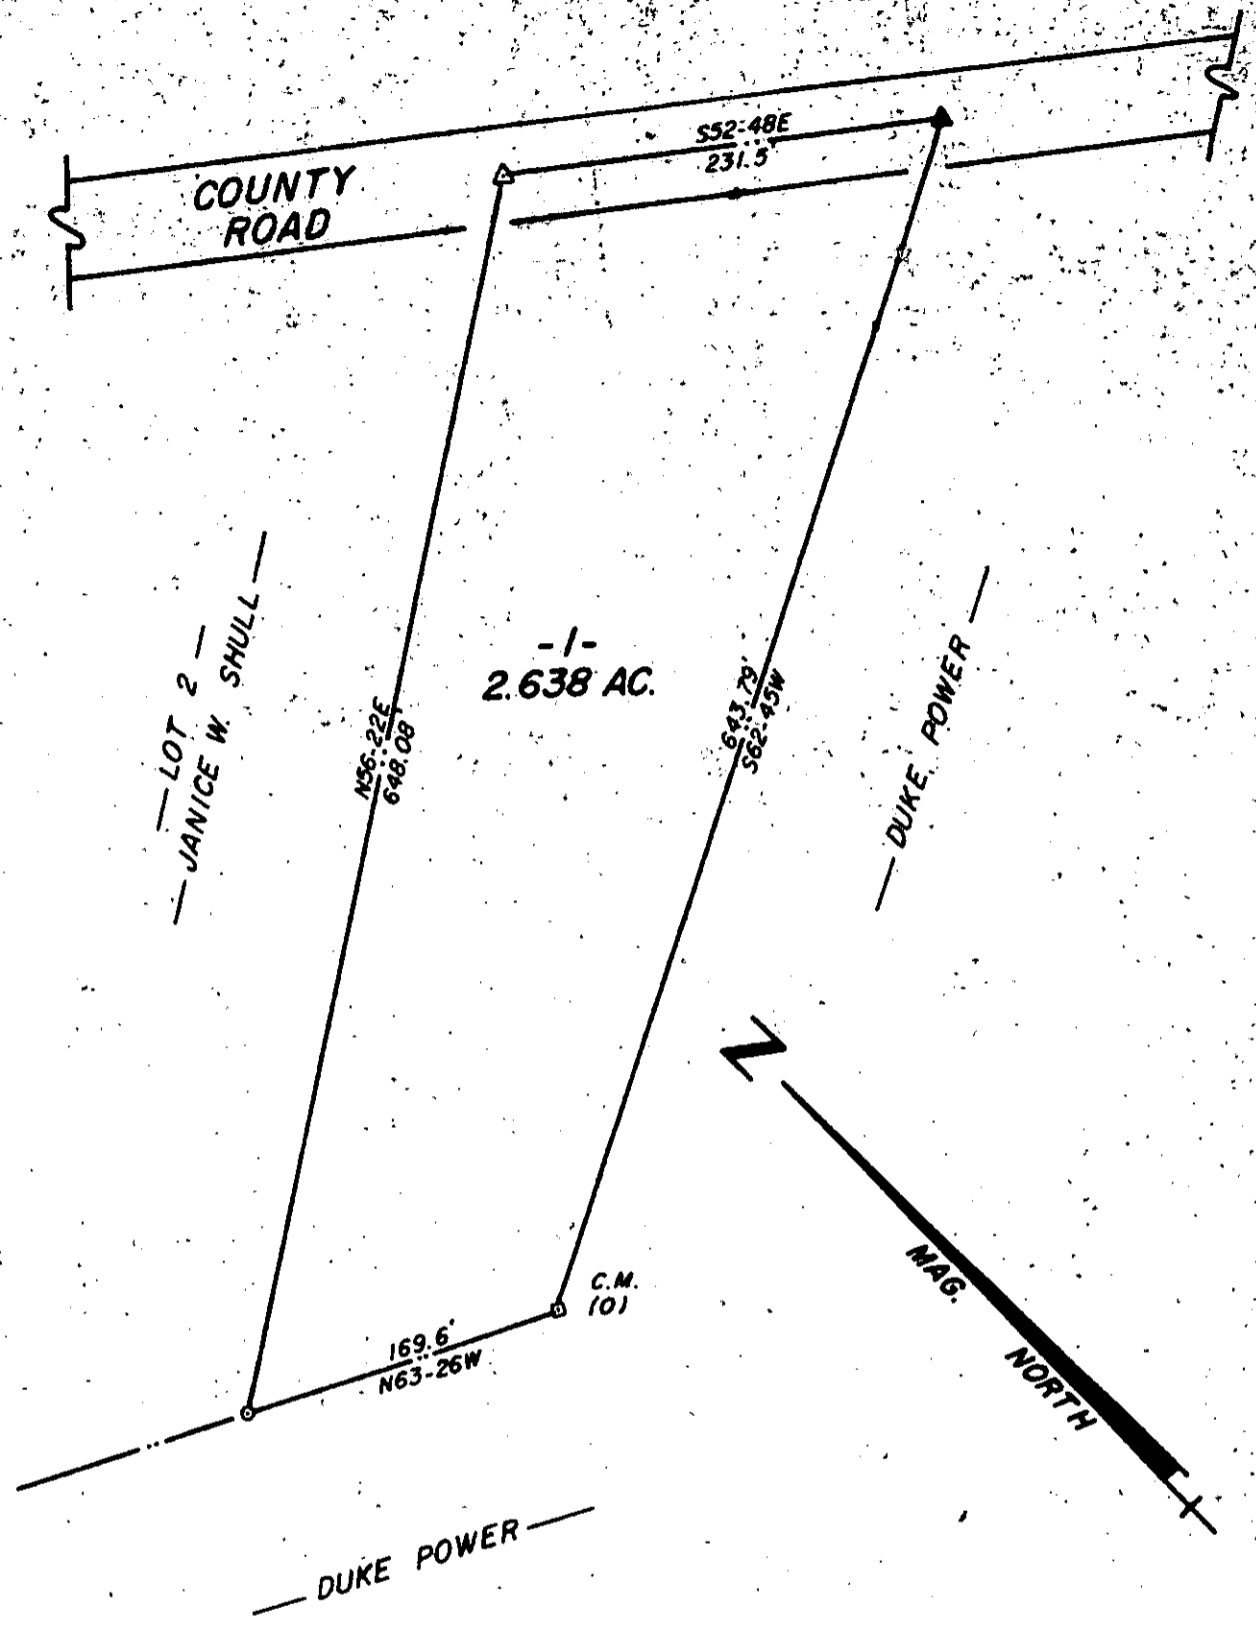 S52-48E
231.5'
COUNTY
ROAD
— LOT 2 —
— JANICE W. SHULL —
-1-
2.638 AC.
N56-22E
648.08'
643.79'
S62-45W
— DUKE POWER —
N
MAG. NORTH
C.M.
(O)
169.6'
N63-26W
— DUKE POWER —